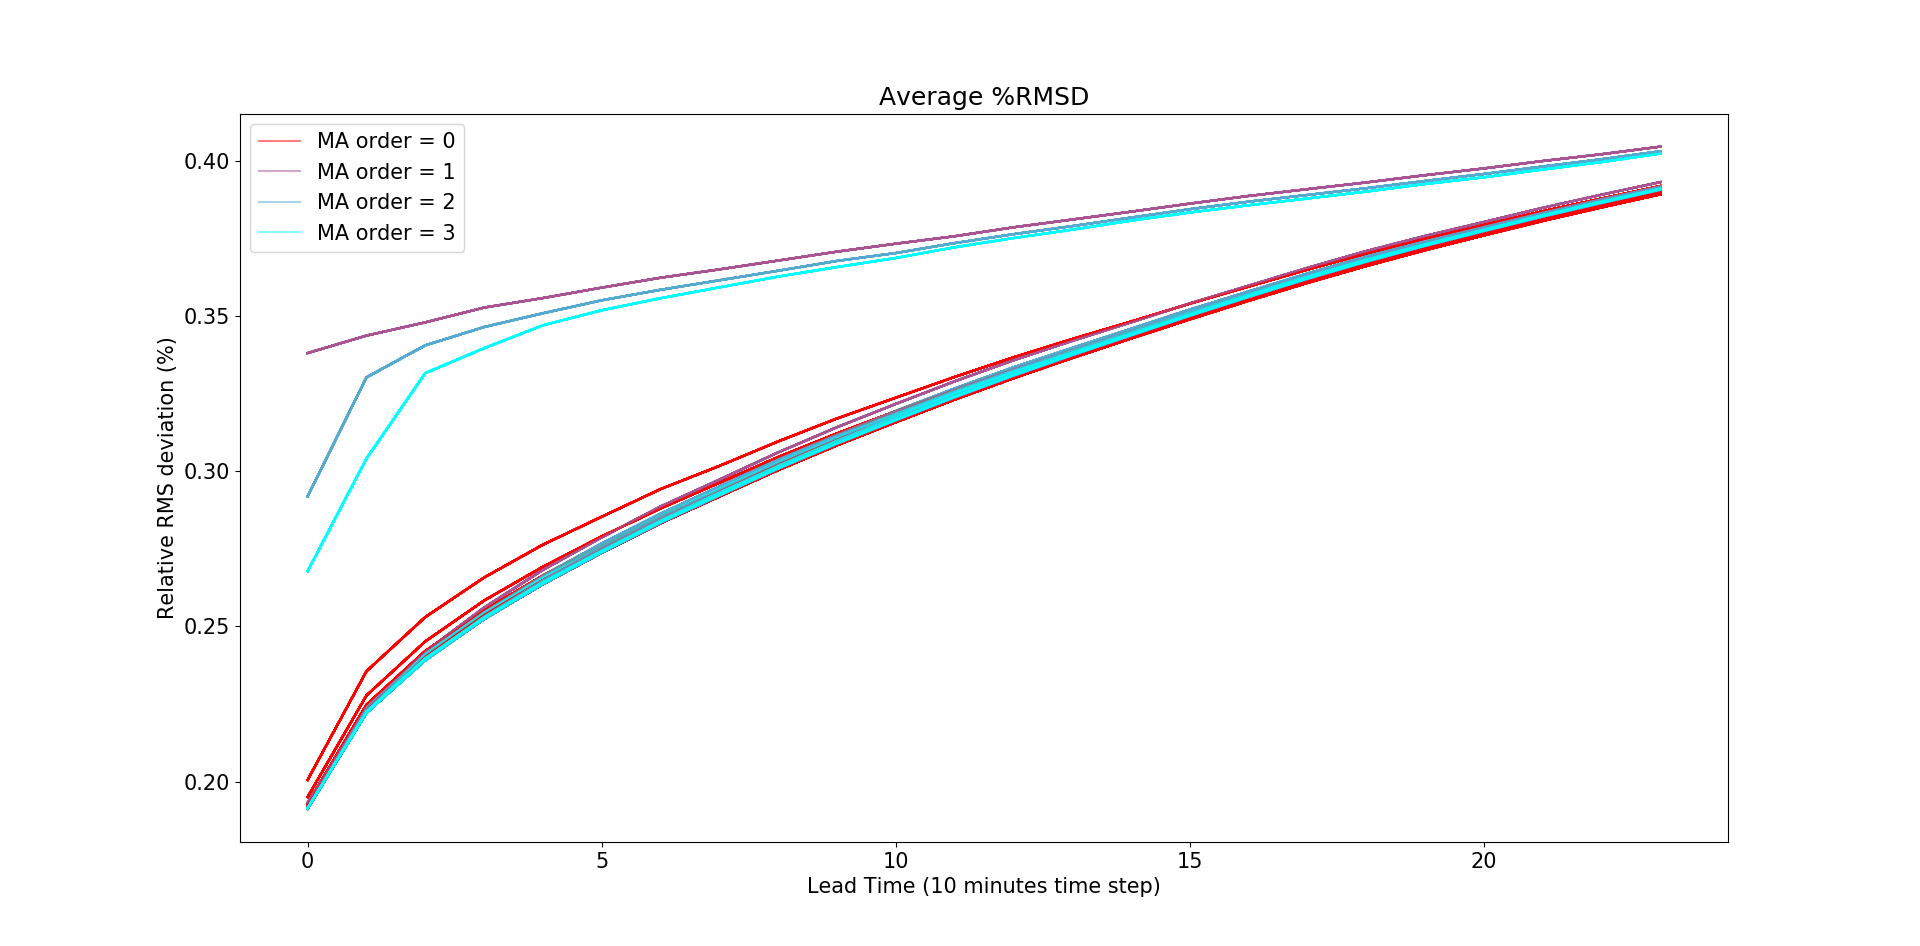 Average %RMSD
MA order = 0
MA order = 1
MA order = 2
MA order = 3
0.40
0.35
0.30
0.25
0.20
Relative RMS deviation (%)
0 5 10 15 20
Lead Time (10 minutes time step)